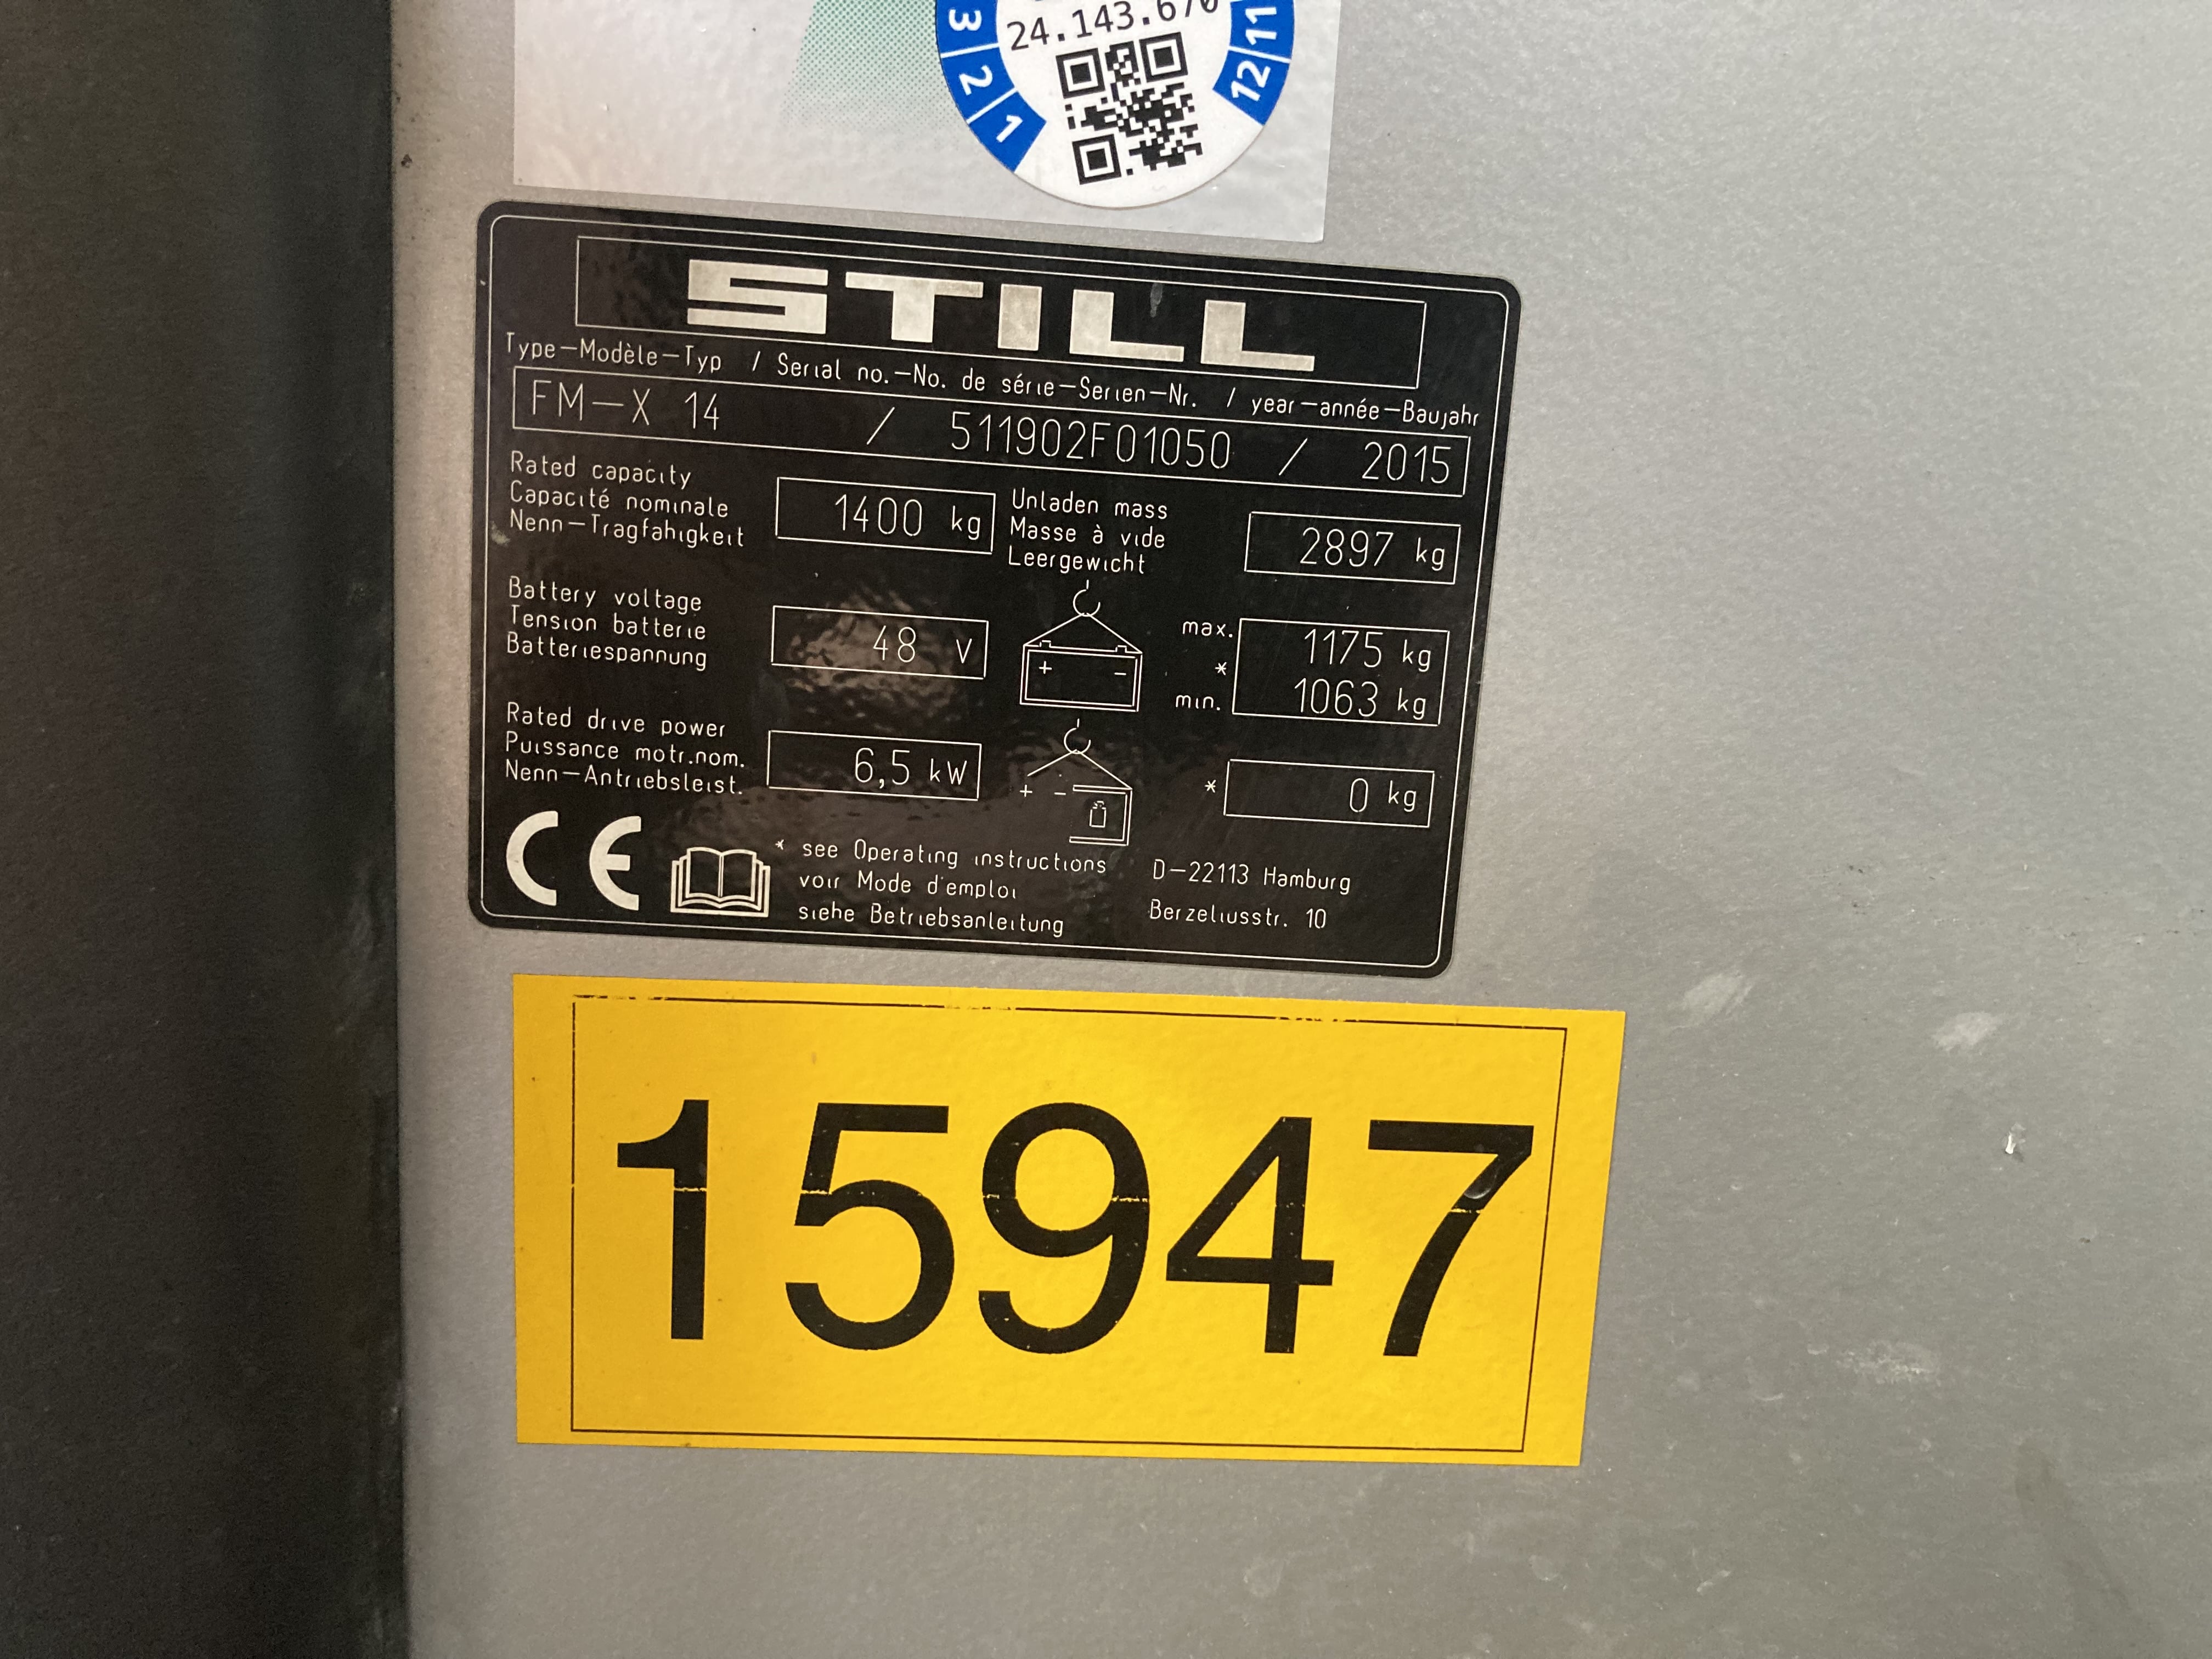 3 2 1
24.143.670
12 11
STILL
Type-Modèle-Typ / Serial no.-No. de série-Serien-Nr. / year-année-Baujahr
FM-X 14 / 511902F01050 / 2015
Rated capacity
Capacité nominale
Nenn-Tragfähigkeit
1400 kg
Unladen mass
Masse à vide
Leergewicht
2897 kg
Battery voltage
Tension batterie
Batteriespannung
48 V
+ -
max. 1175 kg
*
min. 1063 kg
Rated drive power
Puissance motr.nom.
Nenn-Antriebsleist.
6,5 kW
+ -
* 0 kg
CE
* see Operating instructions
voir Mode d'emploi
siehe Betriebsanleitung
D-22113 Hamburg
Berzeliusstr. 10
15947